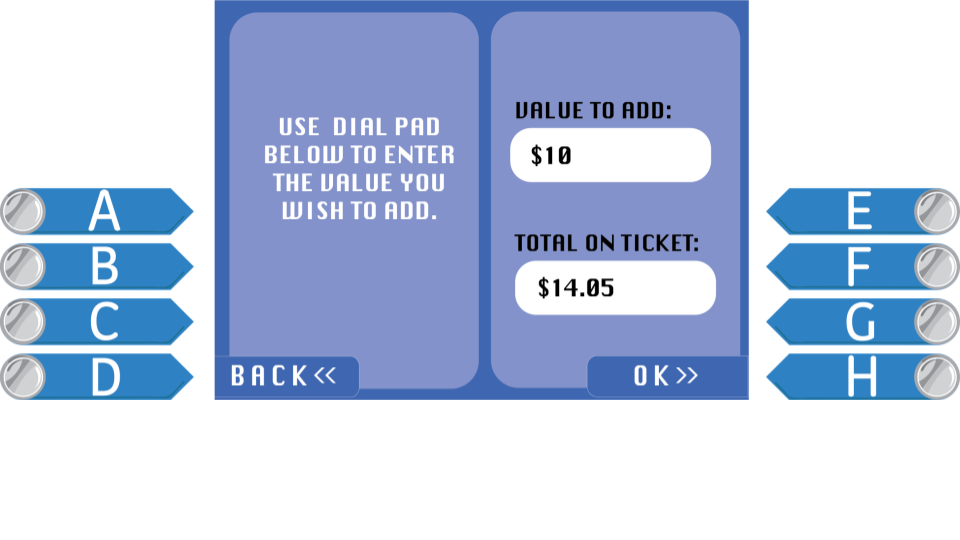 USE DIAL PAD
BELOW TO ENTER
THE VALUE YOU
WISH TO ADD.
VALUE TO ADD:
$10
TOTAL ON TICKET:
$14.05
A
B
C
D
E
F
G
H
BACK<<
OK>>